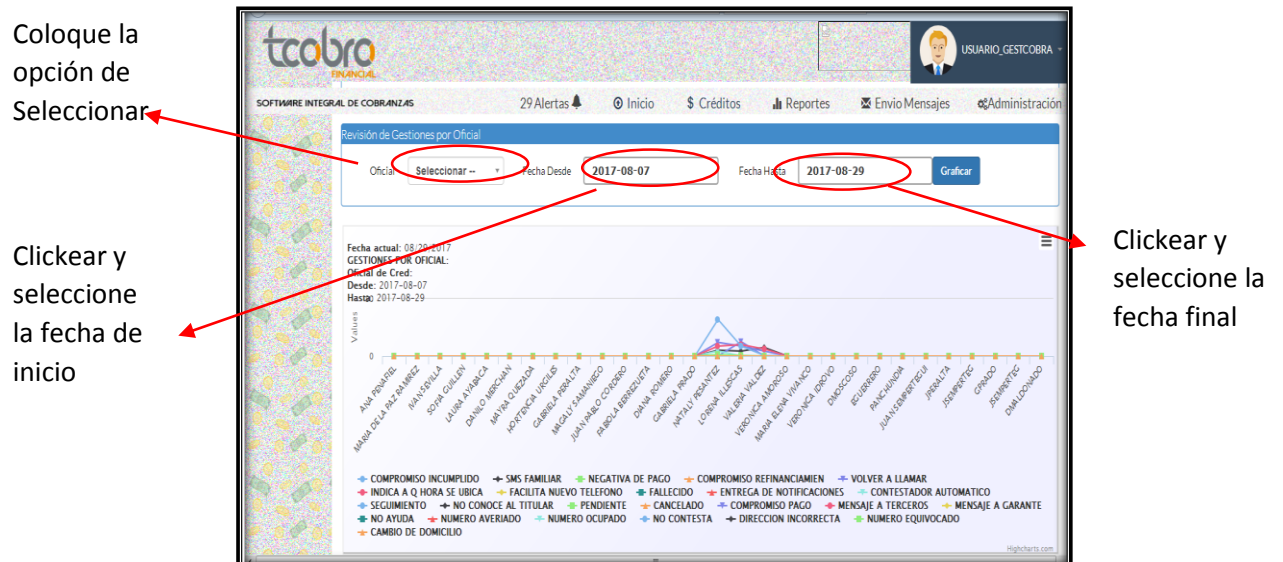 Coloque la
opción de
Seleccionar
Clickear y
seleccione
la fecha de
inicio
tcobro
FINANCIAL
USUARIO_GESTCOBRA
SOFTWARE INTEGRAL DE COBRANZAS
29 Alertas Inicio $ Créditos Reportes Envio Mensajes Administración
Revisión de Gestiones por Oficial
Oficial Seleccionar -- Fecha Desde 2017-08-07 Fecha Hasta 2017-08-29 Graficar
Fecha actual: 08/29/2017
GESTIONES POR OFICIAL:
Oficial de Cred:
Desde: 2017-08-07
Hasta: 2017-08-29
Values
0
ANA PENAFIEL
MARIA DE LA PAZ RAMIREZ
IVAN SEVILLA
SOFIA GUILLEN
LAURA AYABACA
DANILO MERCHAN
MAYRA QUEZADA
HORTENCIA URGILES
GABRIELA PERALTA
MAGALY SAMANIEGO
JUAN PABLO CORDERO
FABIOLA BERREZUETA
DIANA ROMERO
GABRIELA PRADO
NATALY PESANTEZ
LORENA ILLESCAS
VALERIA VALDEZ
VERONICA AMOROSO
MARIA ELENA VIVANCO
VERONICA IDROVO
DMOSCOSO
EGUERRERO
PANCHUNDIA
JUAN SEMPERTEGUI
JPERALTA
JSEMPERTEG
GPRADO
JSEMPERTEG
DMALDONADO
COMPROMISO INCUMPLIDO SMS FAMILIAR NEGATIVA DE PAGO COMPROMISO REFINANCIAMIEN VOLVER A LLAMAR
INDICA A Q HORA SE UBICA FACILITA NUEVO TELEFONO FALLECIDO ENTREGA DE NOTIFICACIONES CONTESTADOR AUTOMATICO
SEGUIMIENTO NO CONOCE AL TITULAR PENDIENTE CANCELADO COMPROMISO PAGO MENSAJE A TERCEROS MENSAJE A GARANTE
NO AYUDA NUMERO AVERIADO NUMERO OCUPADO NO CONTESTA DIRECCION INCORRECTA NUMERO EQUIVOCADO
CAMBIO DE DOMICILIO
Highcharts.com
Clickear y
seleccione la
fecha final